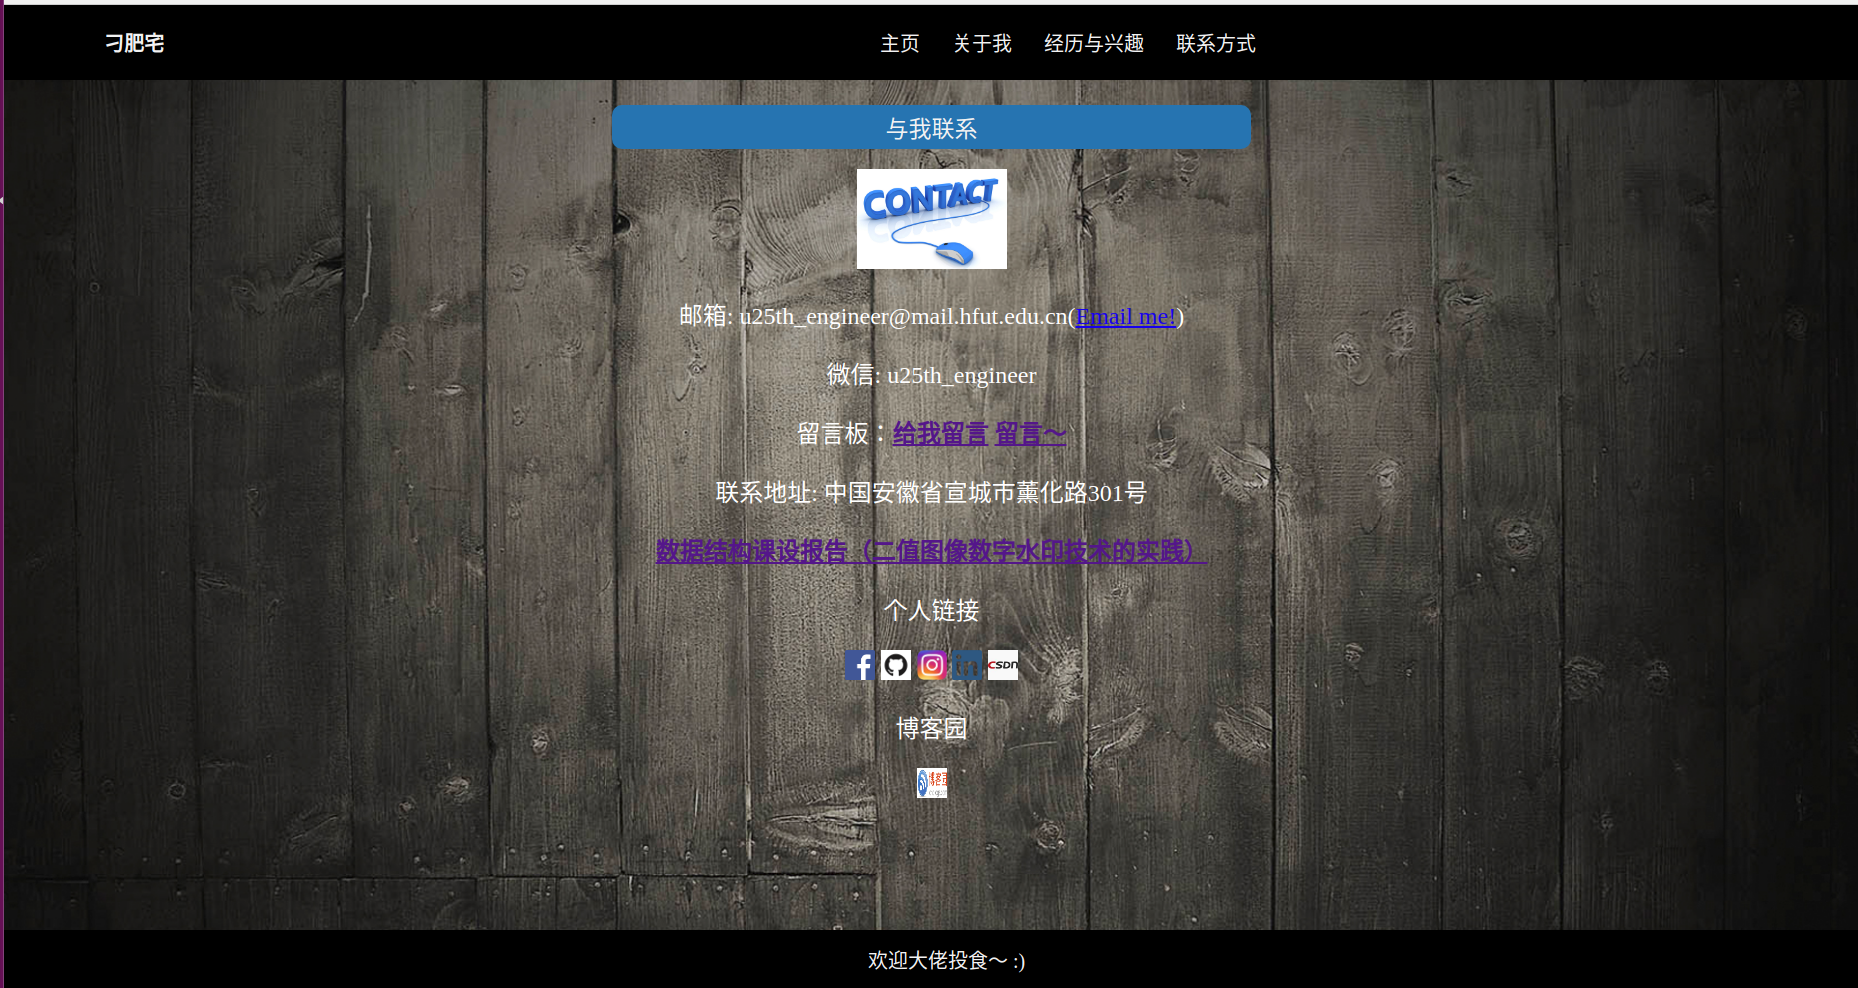 刁肥宅
主页 关于我 经历与兴趣 联系方式
与我联系
CONTACT
邮箱: u25th_engineer@mail.hfut.edu.cn(Email me!)
微信: u25th_engineer
留言板：给我留言 留言～
联系地址: 中国安徽省宣城市薰化路301号
数据结构课设报告（二值图像数字水印技术的实践）
个人链接
f in CSDN
博客园
博客园
欢迎大佬投食～ :)